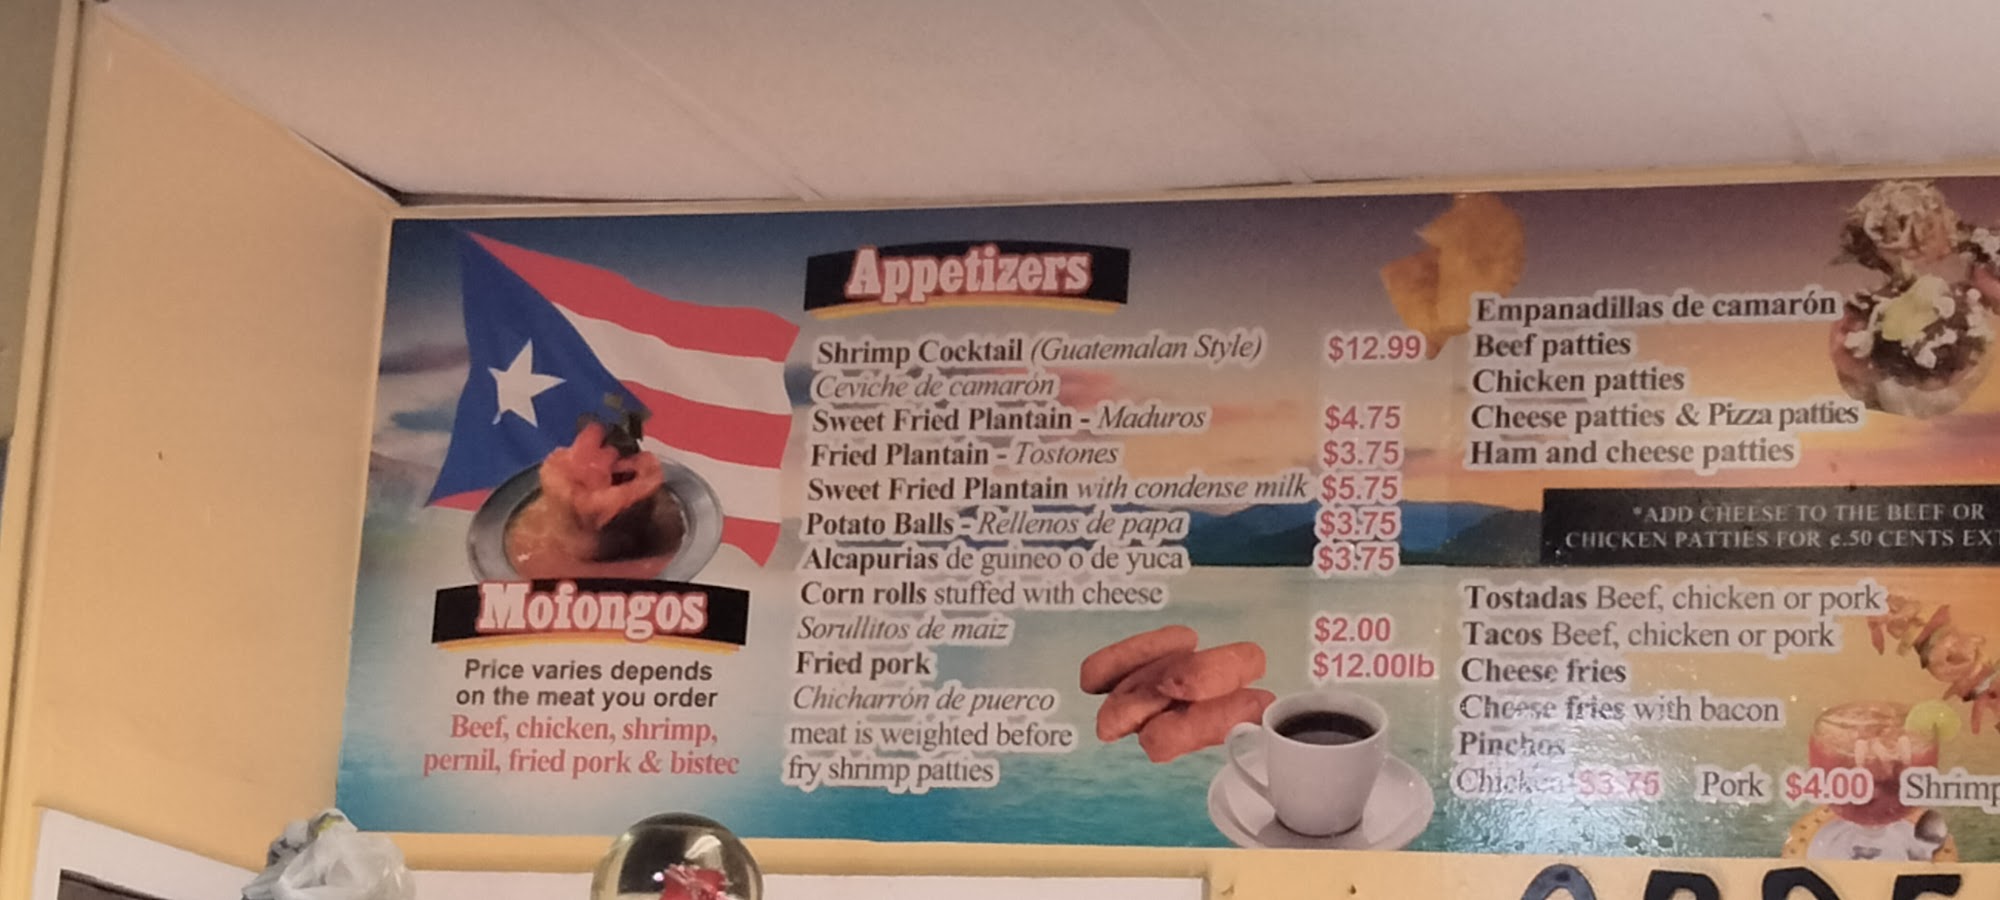 Mofongos
Price varies depends
on the meat you order
Beef, chicken, shrimp,
pernil, fried pork & bistec
Appetizers
Shrimp Cocktail (Guatemalan Style) $12.99
Ceviche de camarón
Sweet Fried Plantain - Maduros $4.75
Fried Plantain - Tostones $3.75
Sweet Fried Plantain with condense milk $5.75
Potato Balls - Rellenos de papa $3.75
Alcapurias de guineo o de yuca $3.75
Corn rolls stuffed with cheese
Sorullitos de maiz $2.00
Fried pork $12.00lb
Chicharrón de puerco
meat is weighted before
fry shrimp patties
Empanadillas de camarón
Beef patties
Chicken patties
Cheese patties & Pizza patties
Ham and cheese patties
*ADD CHEESE TO THE BEEF OR
CHICKEN PATTIES FOR ¢.50 CENTS
Tostadas Beef, chicken or pork
Tacos Beef, chicken or pork
Cheese fries
Cheese fries with bacon
Pinchos
Chicken $3.75 Pork $4.00 Shrimp